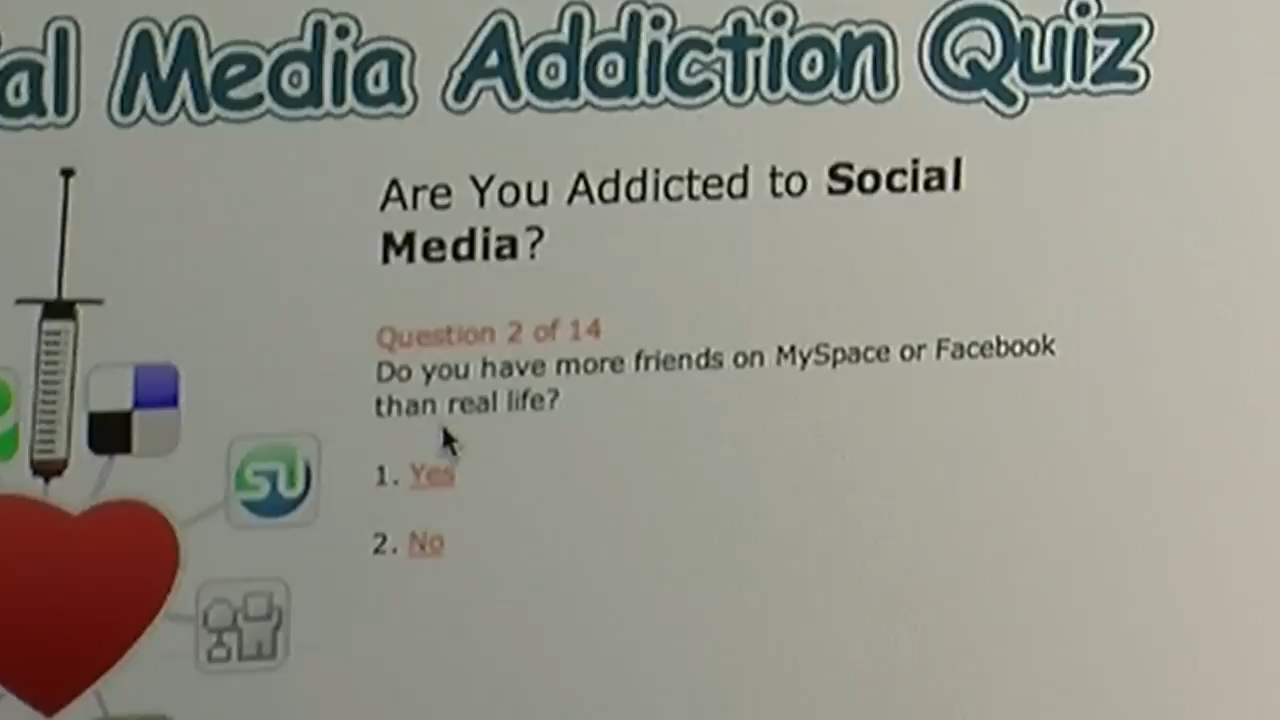 al Media Addiction Quiz
Are You Addicted to Social
Media?
Question 2 of 14
Do you have more friends on MySpace or Facebook
than real life?
1. Yes
2. No
SU